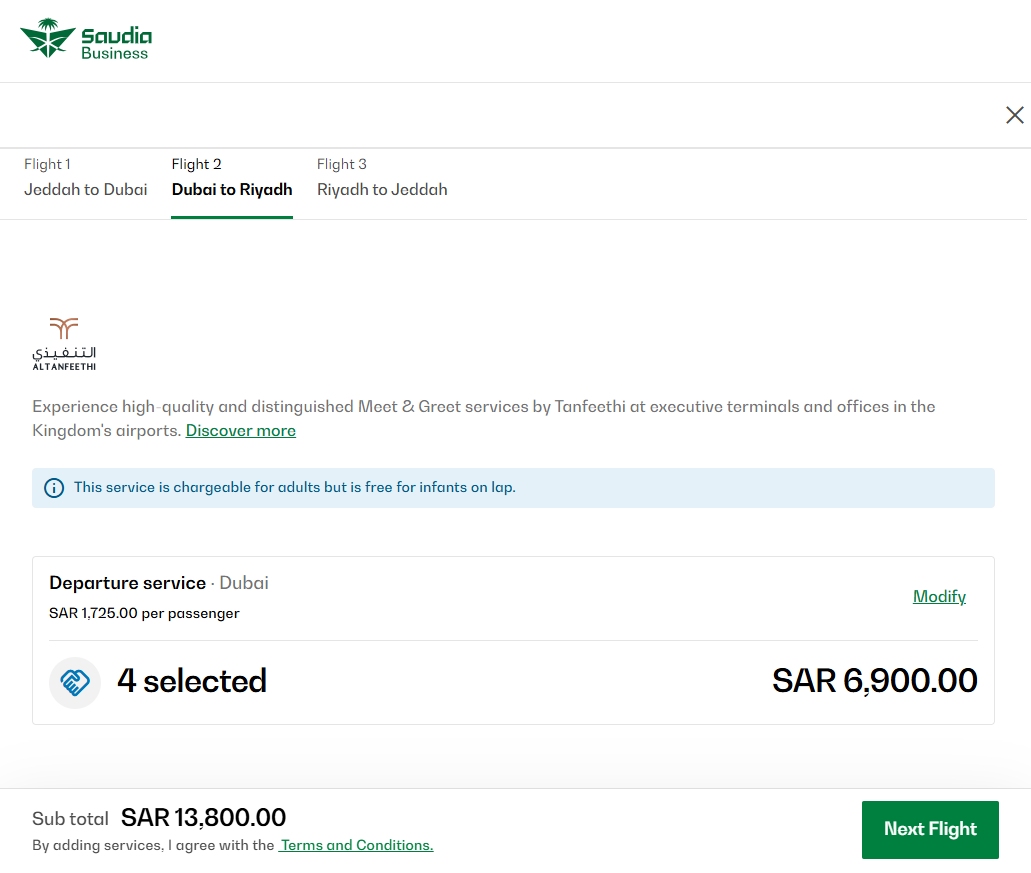 Saudia
Business
Flight 1
Jeddah to Dubai
Flight 2
Dubai to Riyadh
Flight 3
Riyadh to Jeddah
التنفيذي
ALTANFEETHI
Experience high-quality and distinguished Meet & Greet services by Tanfeethi at executive terminals and offices in the
Kingdom's airports. Discover more
This service is chargeable for adults but is free for infants on lap.
Departure service · Dubai
SAR 1,725.00 per passenger
Modify
4 selected
SAR 6,900.00
Sub total SAR 13,800.00
By adding services, I agree with the Terms and Conditions.
Next Flight